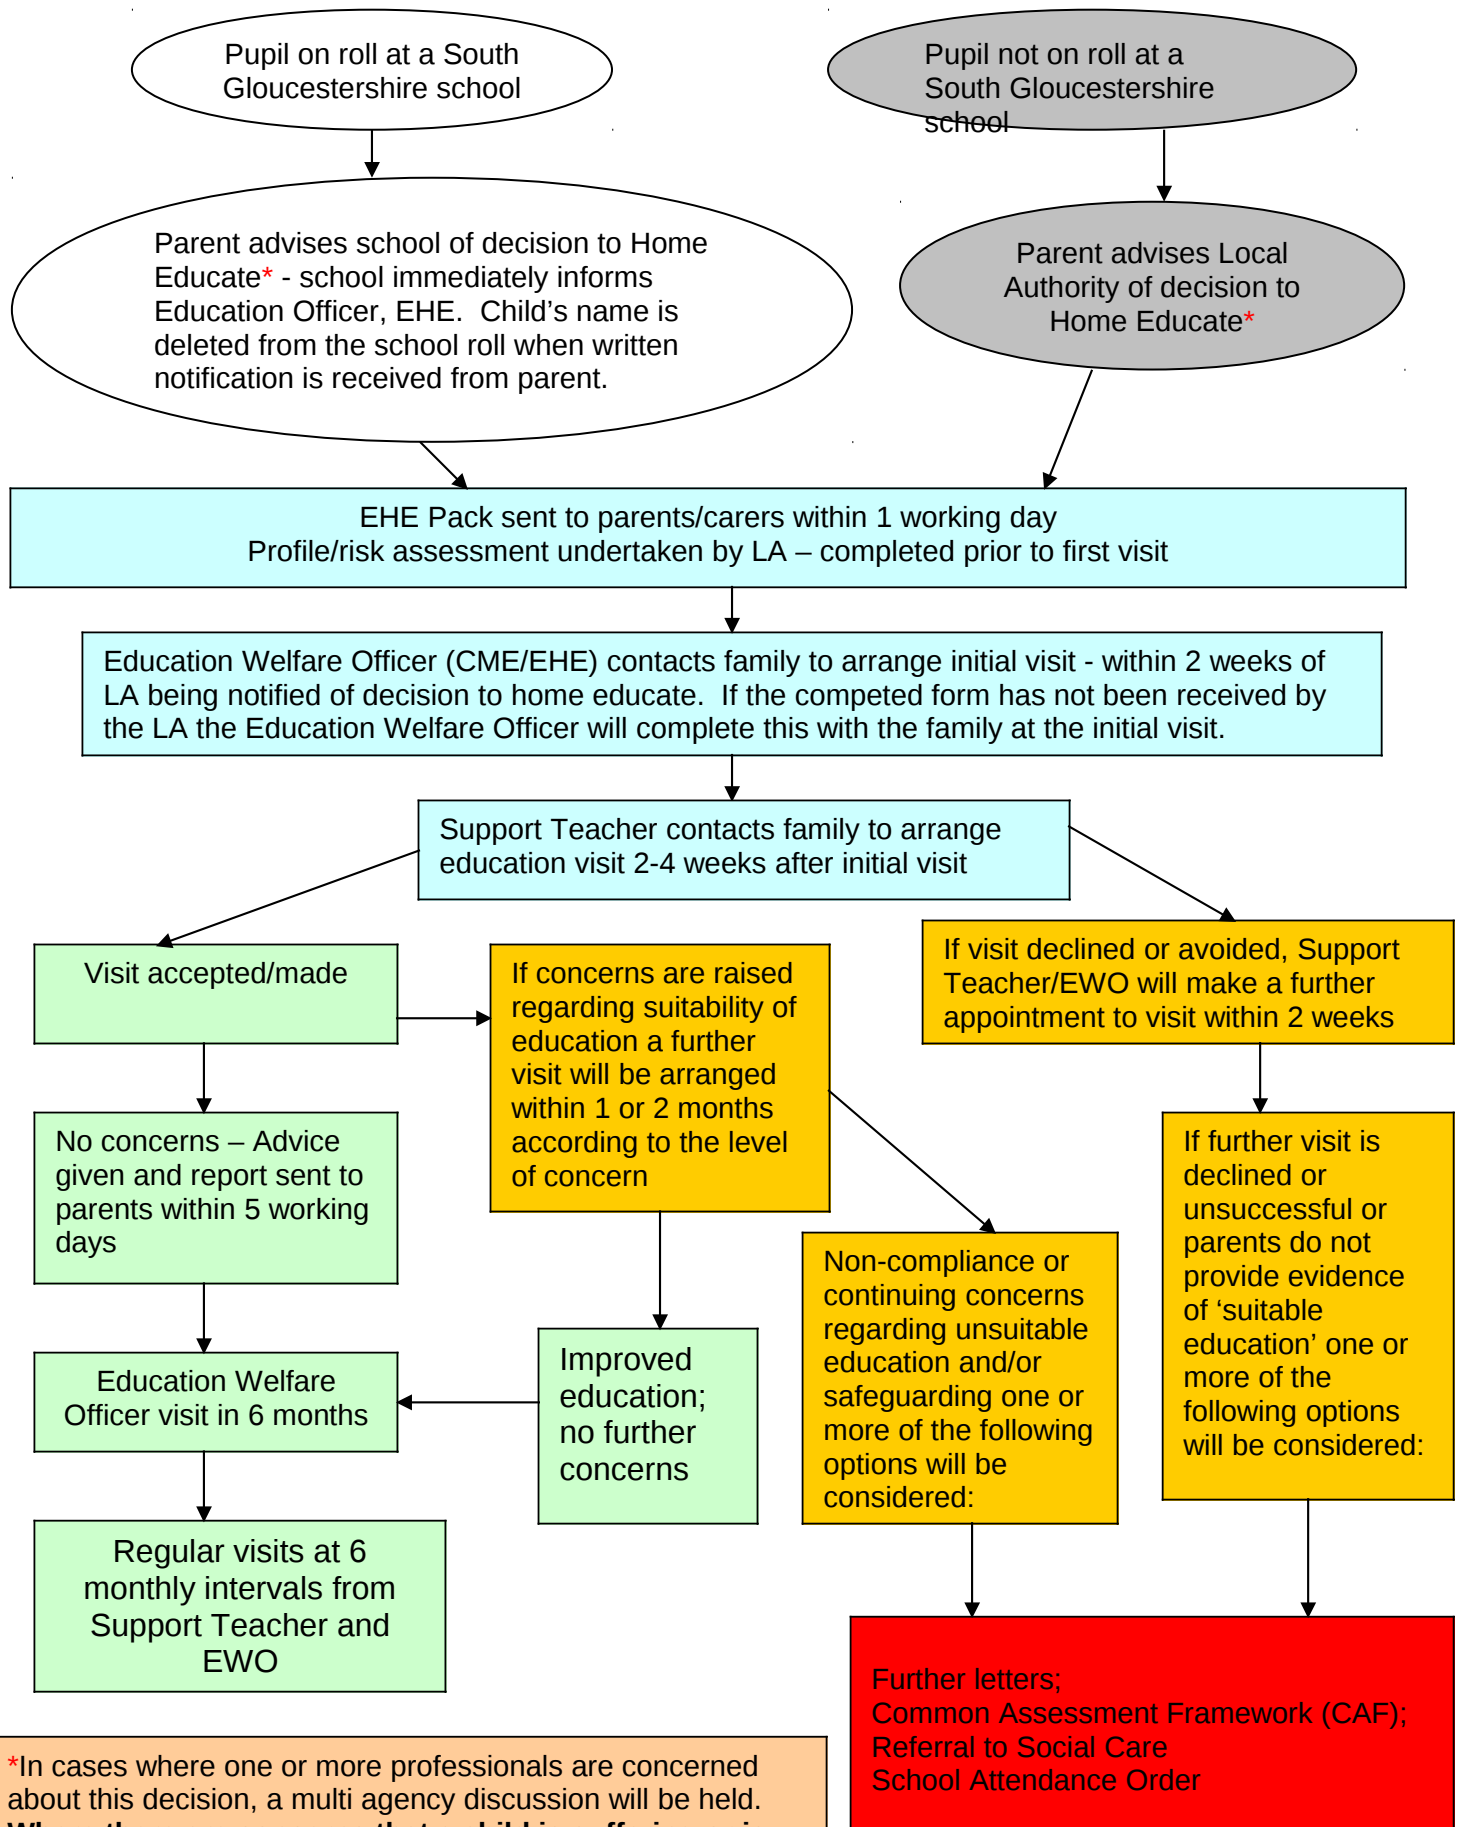 Pupil on roll at a South
Gloucestershire school
Pupil not on roll at a
South Gloucestershire
school
Parent advises school of decision to Home
Educate* - school immediately informs
Education Officer, EHE.  Child’s name is
deleted from the school roll when written
notification is received from parent.
Parent advises Local
Authority of decision to
Home Educate*
EHE Pack sent to parents/carers within 1 working day
Profile/risk assessment undertaken by LA – completed prior to first visit
Education Welfare Officer (CME/EHE) contacts family to arrange initial visit - within 2 weeks of
LA being notified of decision to home educate.  If the competed form has not been received by
the LA the Education Welfare Officer will complete this with the family at the initial visit.
Support Teacher contacts family to arrange
education visit 2-4 weeks after initial visit
Visit accepted/made
If concerns are raised
regarding suitability of
education a further
visit will be arranged
within 1 or 2 months
according to the level
of concern
If visit declined or avoided, Support
Teacher/EWO will make a further
appointment to visit within 2 weeks
No concerns – Advice
given and report sent to
parents within 5 working
days
If further visit is
declined or
unsuccessful or
parents do not
provide evidence
of ‘suitable
education’ one or
more of the
following options
will be considered:
Non-compliance or
continuing concerns
regarding unsuitable
education and/or
safeguarding one or
more of the following
options will be
considered:
Improved
education;
no further
concerns
Education Welfare
Officer visit in 6 months
Regular visits at 6
monthly intervals from
Support Teacher and
EWO
Further letters;
Common Assessment Framework (CAF);
Referral to Social Care
School Attendance Order
*In cases where one or more professionals are concerned
about this decision, a multi agency discussion will be held.